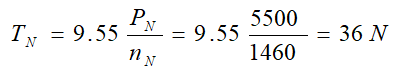 T_N = 9.55 P_N / n_N = 9.55 5500 / 1460 = 36 N